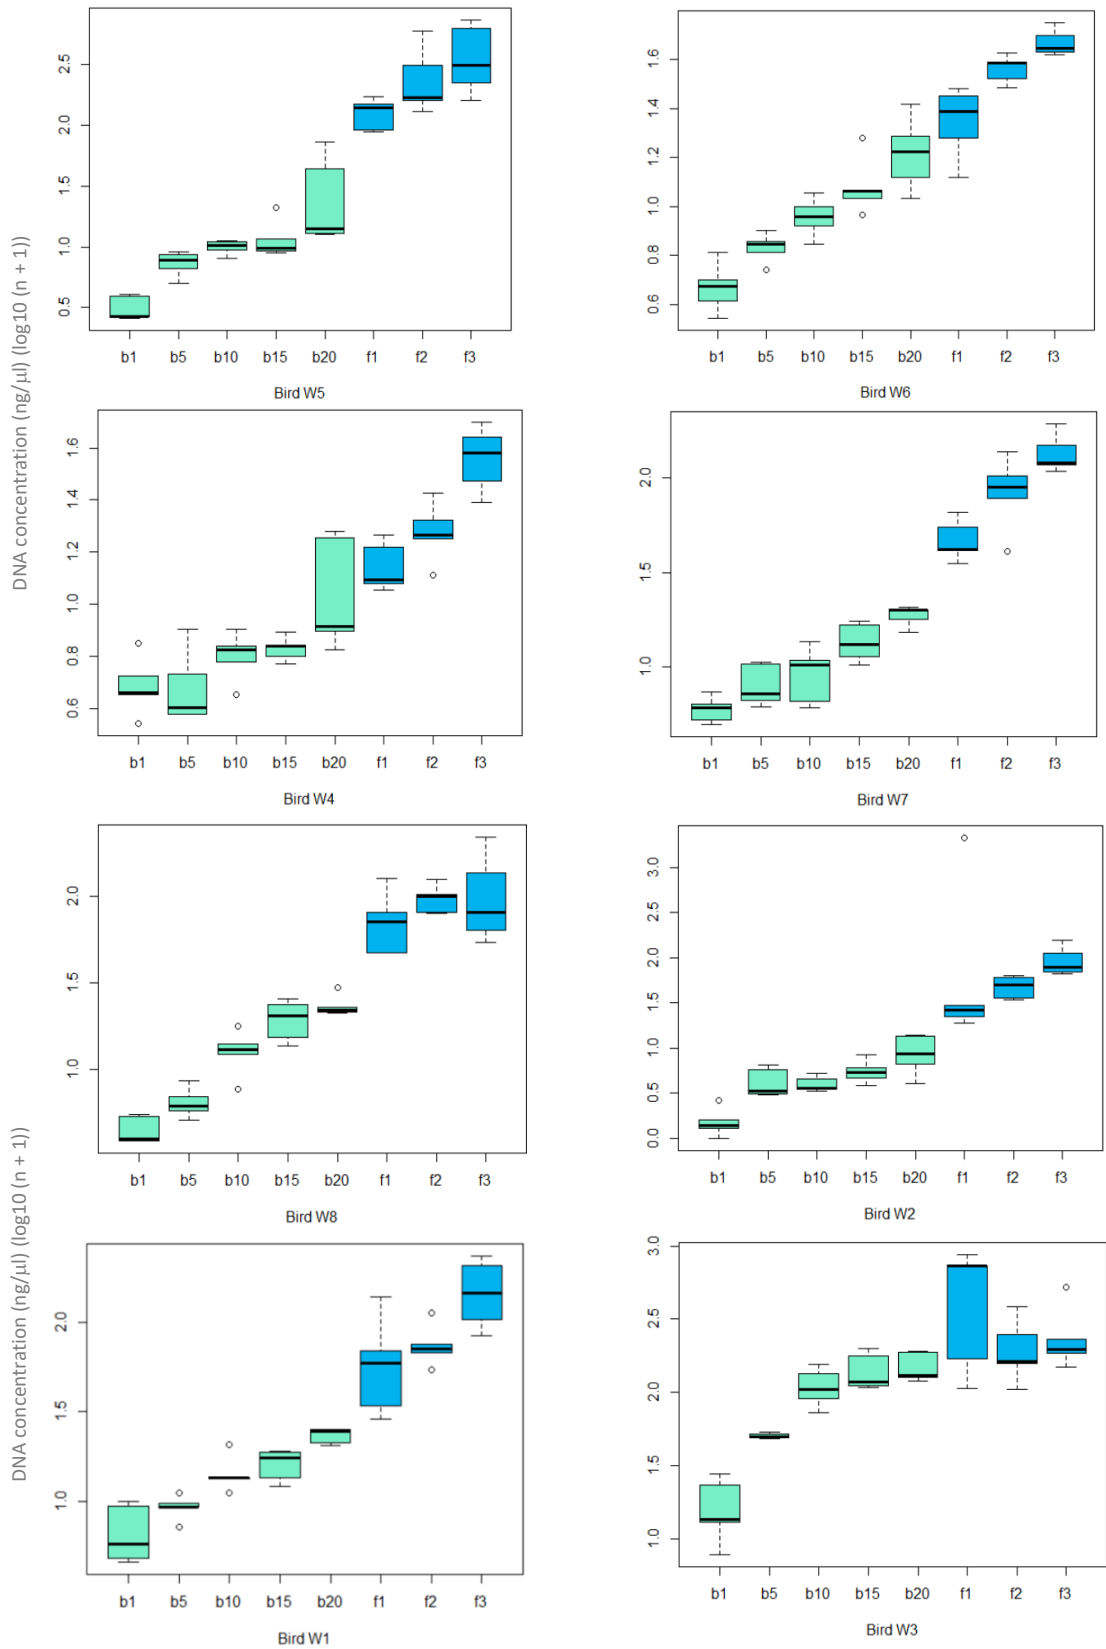 DNA concentration (ng/µl) (log10 (n + 1))
2.5
2.0
1.5
1.0
0.5
b1 b5 b10 b15 b20 f1 f2 f3
Bird W5
1.6
1.4
1.2
1.0
0.8
0.6
b1 b5 b10 b15 b20 f1 f2 f3
Bird W6
1.6
1.4
1.2
1.0
0.8
0.6
b1 b5 b10 b15 b20 f1 f2 f3
Bird W4
2.0
1.5
1.0
b1 b5 b10 b15 b20 f1 f2 f3
Bird W7
DNA concentration (ng/µl) (log10 (n + 1))
2.0
1.5
1.0
b1 b5 b10 b15 b20 f1 f2 f3
Bird W8
3.0
2.5
2.0
1.5
1.0
0.5
0.0
b1 b5 b10 b15 b20 f1 f2 f3
Bird W2
2.0
1.5
1.0
b1 b5 b10 b15 b20 f1 f2 f3
Bird W1
3.0
2.5
2.0
1.5
1.0
b1 b5 b10 b15 b20 f1 f2 f3
Bird W3